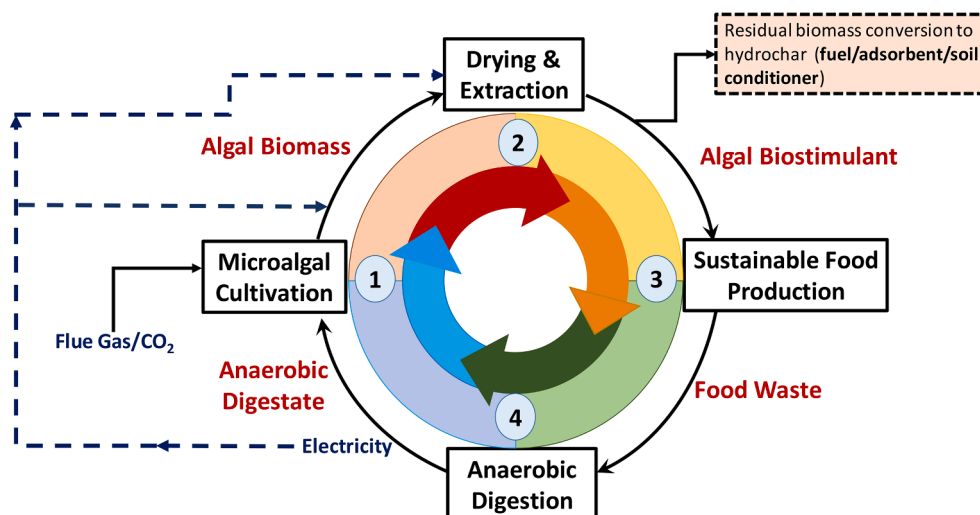 Residual biomass conversion to
hydrochar (fuel/adsorbent/soil
conditioner)
Drying &
Extraction
Algal Biomass
2
Algal Biostimulant
Microalgal
Cultivation
1
3
Sustainable Food
Production
Flue Gas/CO₂
Anaerobic
Digestate
Food Waste
4
Electricity
Anaerobic
Digestion